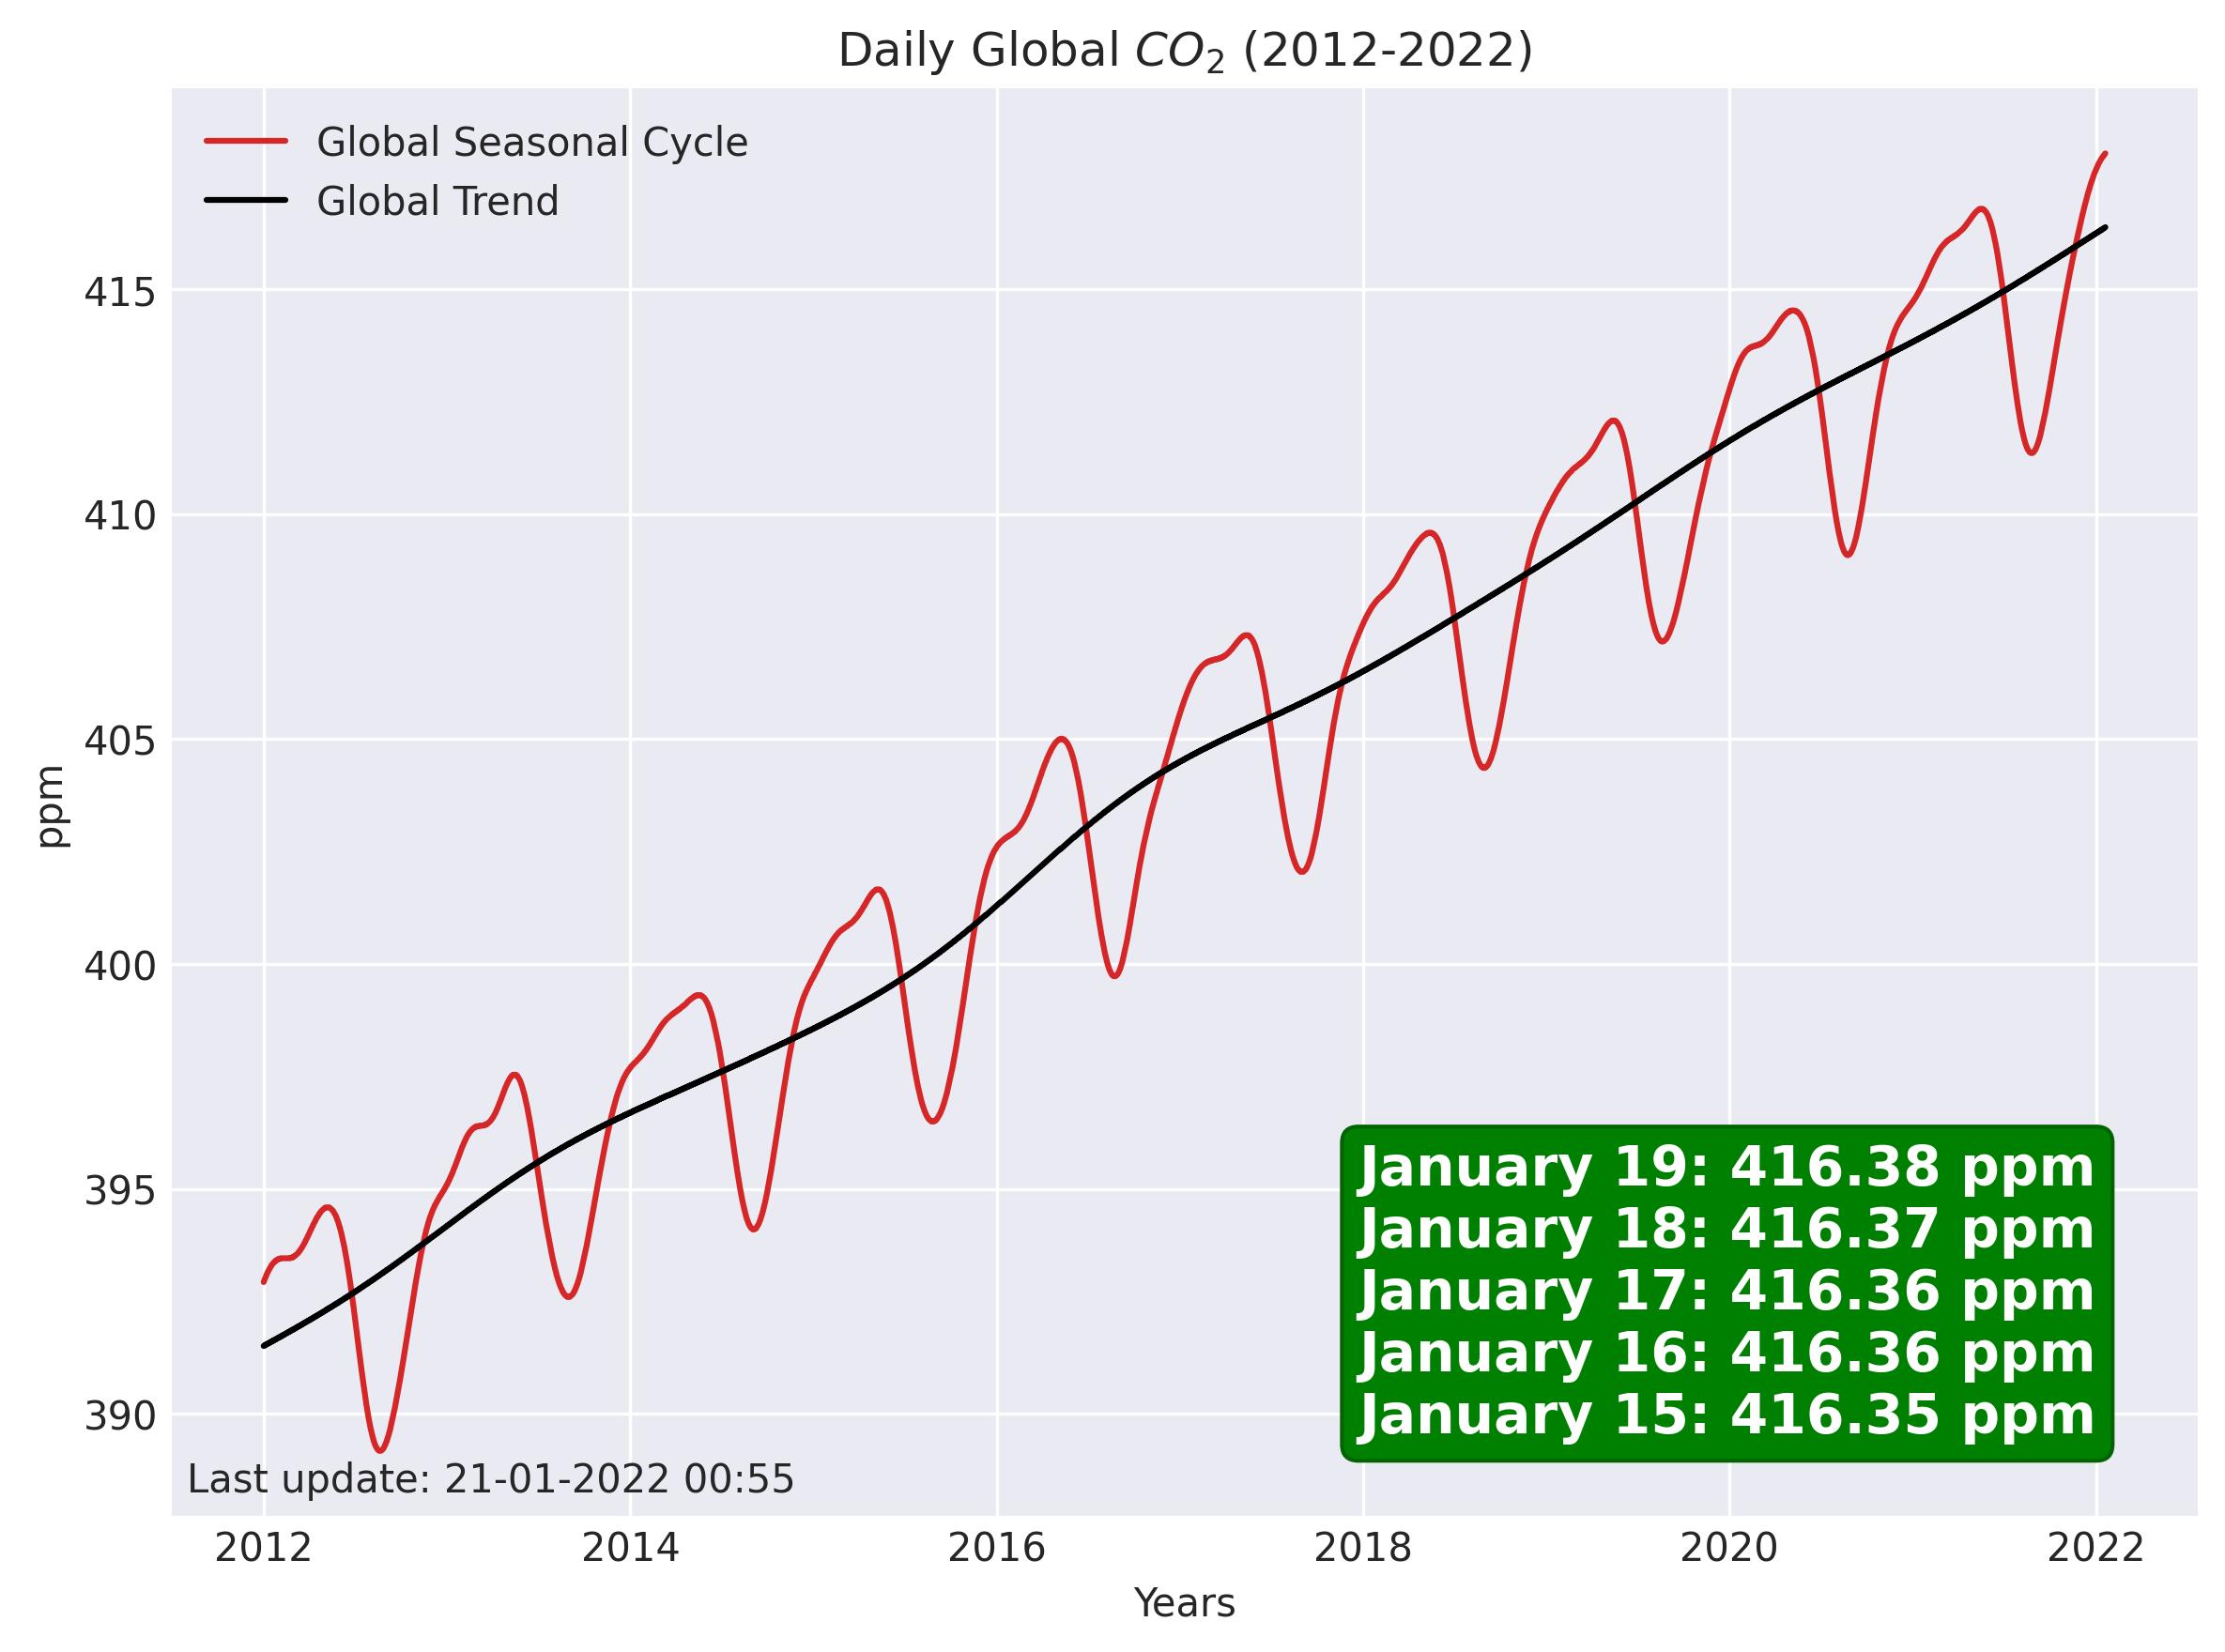 Daily Global CO₂ (2012-2022)
Global Seasonal Cycle
Global Trend
ppm
415
410
405
400
395
390
January 19: 416.38 ppm
January 18: 416.37 ppm
January 17: 416.36 ppm
January 16: 416.36 ppm
January 15: 416.35 ppm
Last update: 21-01-2022 00:55
2012 2014 2016 2018 2020 2022
Years